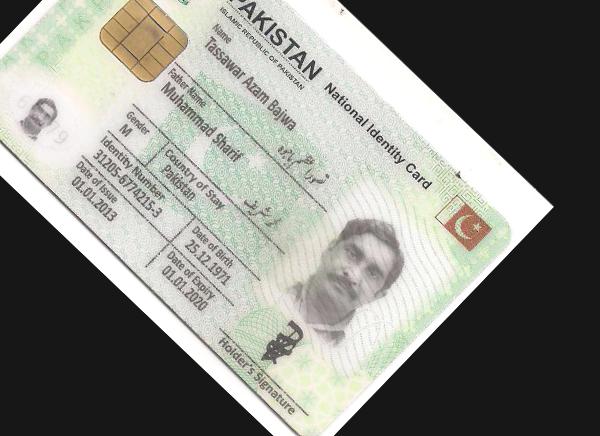 PAKISTAN National Identity Card
ISLAMIC REPUBLIC OF PAKISTAN
Name
Tassawar Azam Bajwa
تصور اعظم باجوہ
Father Name
Muhammad Sharif
محمد شریف
Gender
M
Country of Stay
Pakistan
Identity Number
31205-6774215-3
Date of Birth
25.12.1971
Date of Issue
01.01.2013
Date of Expiry
01.01.2020
Holder's Signature